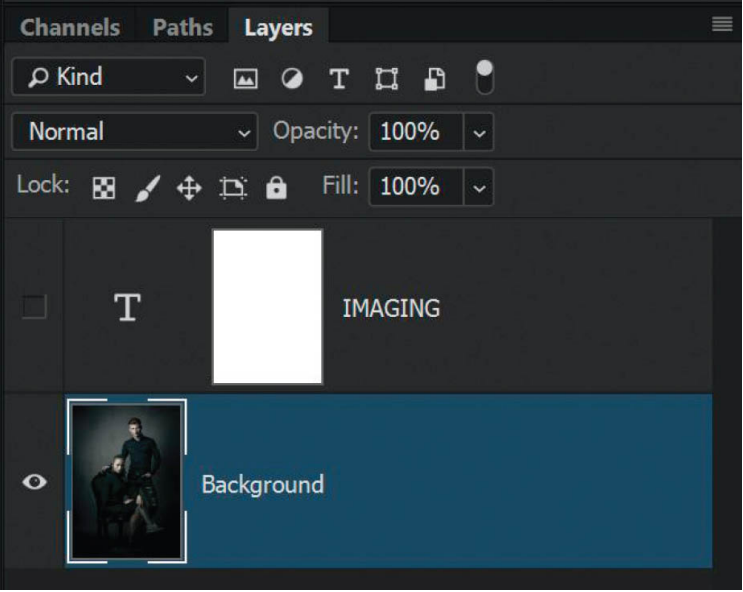 Channels Paths Layers
Kind
Normal Opacity: 100%
Lock: Fill: 100%
T IMAGING
Background